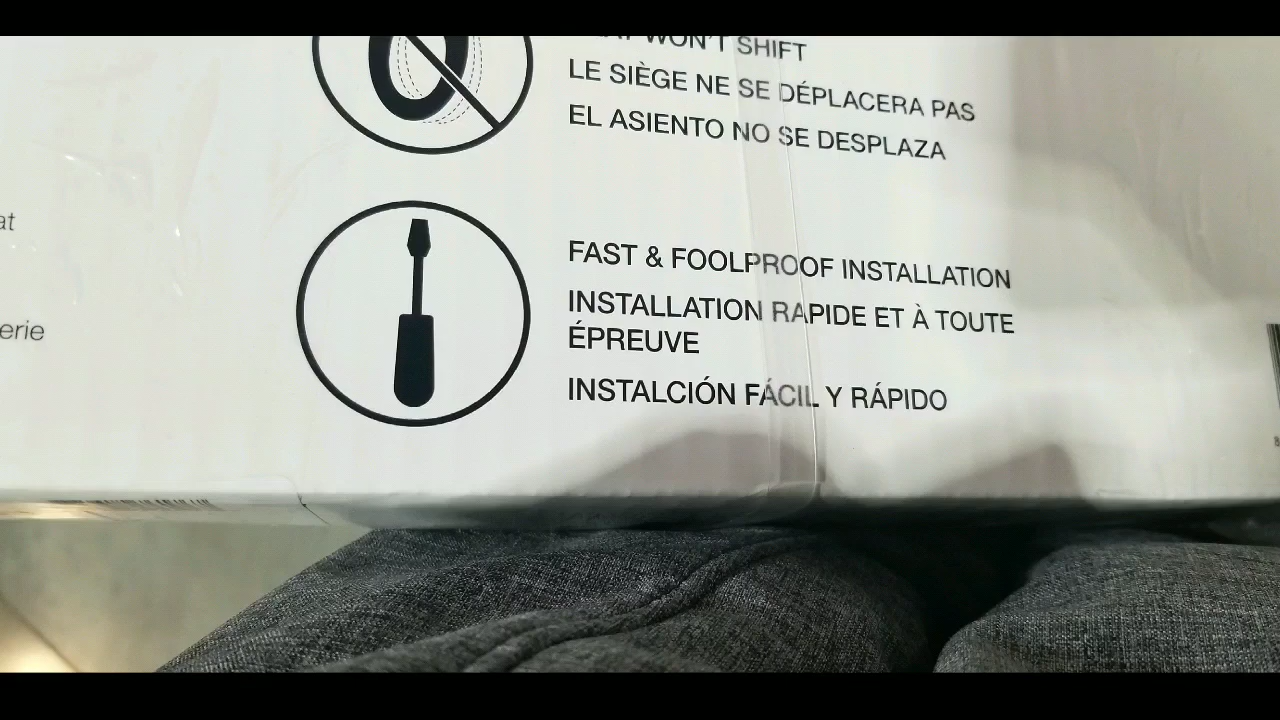 WON'T SHIFT
LE SIÈGE NE SE DÉPLACERA PAS
EL ASIENTO NO SE DESPLAZA
at
FAST & FOOLPROOF INSTALLATION
INSTALLATION RAPIDE ET À TOUTE
erie
ÉPREUVE
INSTALCIÓN FÁCIL Y RÁPIDO